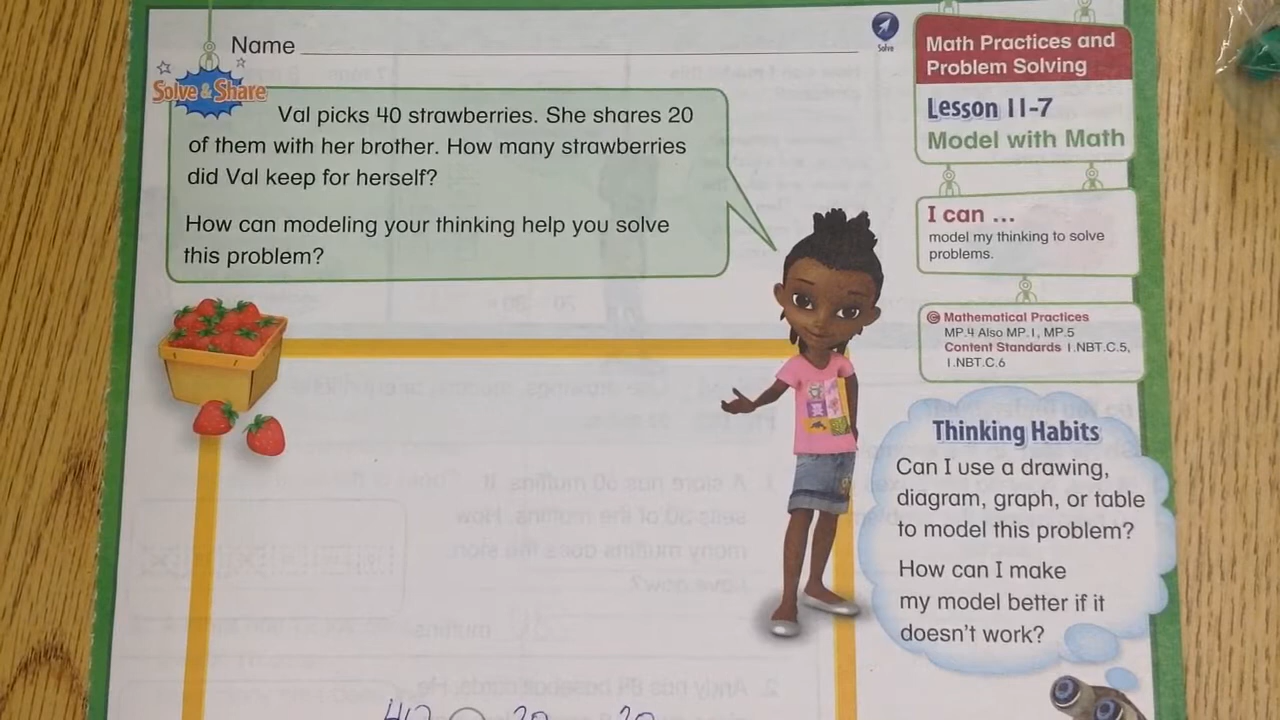 Name
Solve
Solve & Share
Val picks 40 strawberries. She shares 20
of them with her brother. How many strawberries
did Val keep for herself?
How can modeling your thinking help you solve
this problem?
Math Practices and
Problem Solving
Lesson 11-7
Model with Math
I can ...
model my thinking to solve
problems.
Mathematical Practices
MP.4 Also MP.1, MP.5
Content Standards 1.NBT.C.5,
1.NBT.C.6
Thinking Habits
Can I use a drawing,
diagram, graph, or table
to model this problem?
How can I make
my model better if it
doesn't work?
40 20 20